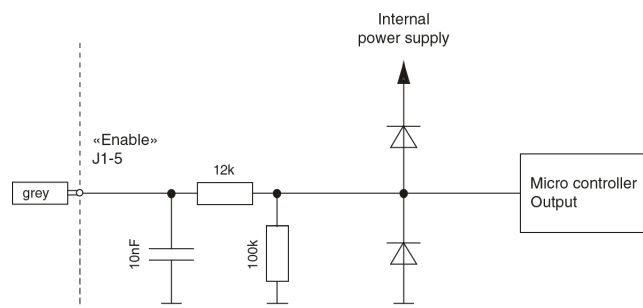 Internal
power supply
«Enable»
J1-5
12k
grey
Micro controller
Output
10nF
100k